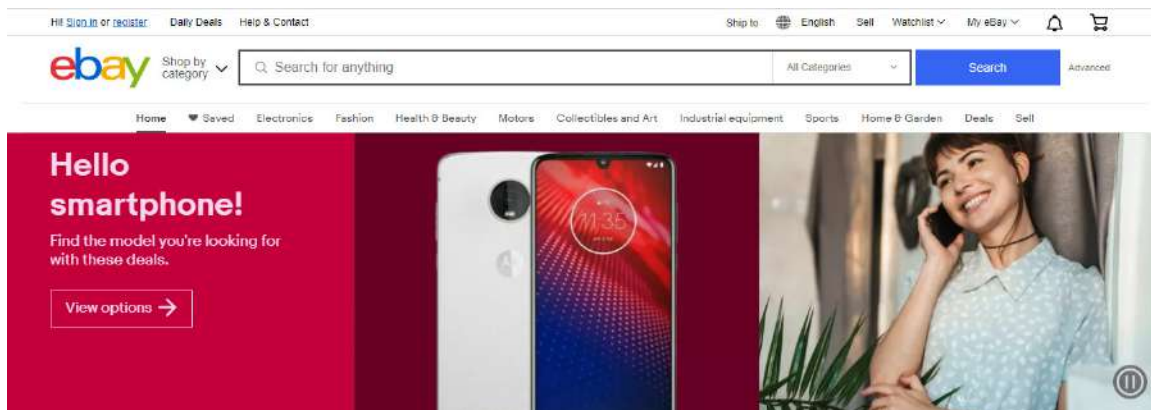 Hi! Sign in or register Daily Deals Help & Contact Ship to English Sell Watchlist My eBay
ebay Shop by category Search for anything All Categories Search Advanced
Home Saved Electronics Fashion Health & Beauty Motors Collectibles and Art Industrial equipment Sports Home & Garden Deals Sell
Hello
smartphone!
Find the model you're looking for
with these deals.
View options
11:35